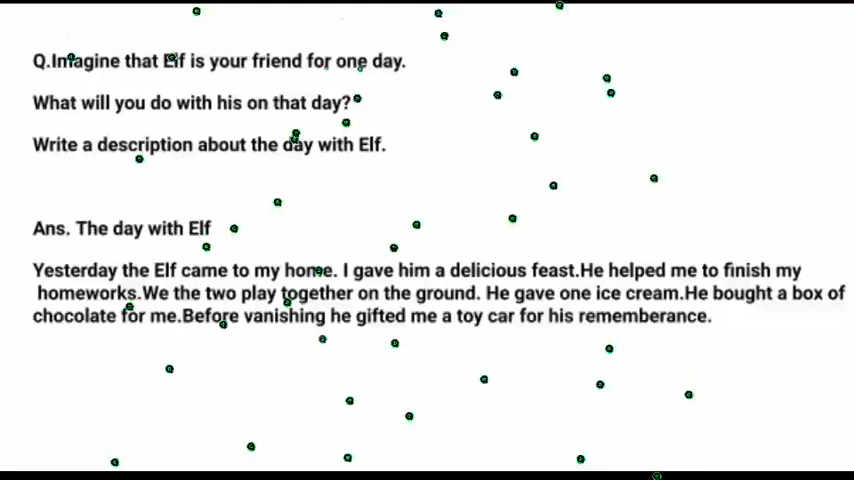 Q.Imagine that Elf is your friend for one day.
What will you do with his on that day?
Write a description about the day with Elf.
Ans. The day with Elf
Yesterday the Elf came to my home. I gave him a delicious feast.He helped me to finish my
homeworks.We the two play together on the ground. He gave one ice cream.He bought a box of
chocolate for me.Before vanishing he gifted me a toy car for his rememberance.